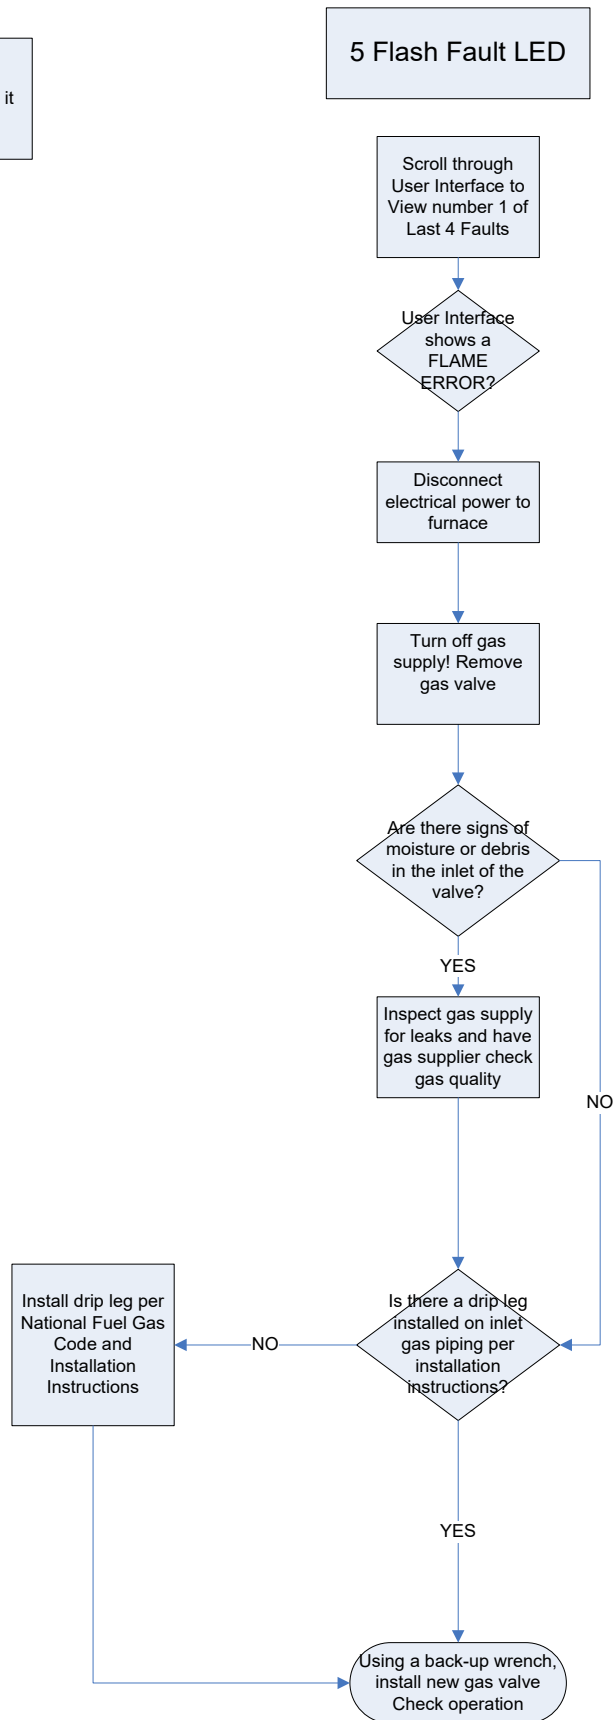 5 Flash Fault LED
it
Scroll through
User Interface to
View number 1 of
Last 4 Faults
User Interface
shows a
FLAME
ERROR?
Disconnect
electrical power to
furnace
Turn off gas
supply! Remove
gas valve
Are there signs of
moisture or debris
in the inlet of the
valve?
YES
Inspect gas supply
for leaks and have
gas supplier check
gas quality
NO
Is there a drip leg
installed on inlet
gas piping per
installation
instructions?
NO
Install drip leg per
National Fuel Gas
Code and
Installation
Instructions
YES
Using a back-up wrench,
install new gas valve
Check operation